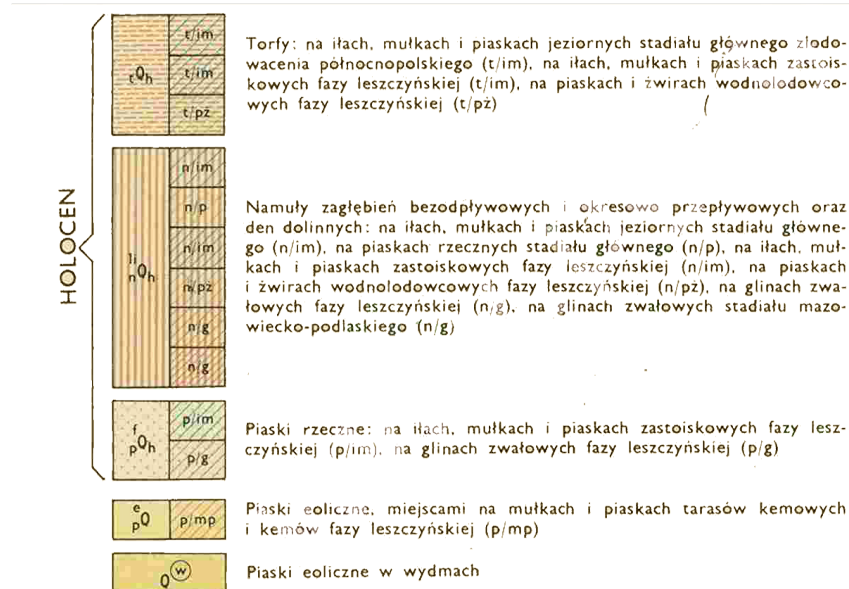 HOLOCEN
t/im
t/im
t/pż
tQh
Torfy: na iłach, mułkach i piaskach jeziornych stadiału głównego zlodo-
wacenia północnopolskiego (t/im), na iłach, mułkach i piaskach zastois-
kowych fazy leszczyńskiej (t/im), na piaskach i żwirach wodnolodowco-
wych fazy leszczyńskiej (t/pż)
n/im
n/p
n/im
n/pż
n/g
n/g
li
nQh
Namuły zagłębień bezodpływowych i okresowo przepływowych oraz
den dolinnych: na iłach, mułkach i piaskach jeziornych stadiału główne-
go (n/im), na piaskach rzecznych stadiału głównego (n/p), na iłach, muł-
kach i piaskach zastoiskowych fazy leszczyńskiej (n/im), na piaskach
i żwirach wodnolodowcowych fazy leszczyńskiej (n/pż), na glinach zwa-
łowych fazy leszczyńskiej (n/g), na glinach zwałowych stadiału mazo-
wiecko-podlaskiego (n/g)
f
pQh
p/im
p/g
Piaski rzeczne: na iłach, mułkach i piaskach zastoiskowych fazy lesz-
czyńskiej (p/im), na glinach zwałowych fazy leszczyńskiej (p/g)
e
pQ
p/mp
Piaski eoliczne, miejscami na mułkach i piaskach tarasów kemowych
i kemów fazy leszczyńskiej (p/mp)
Q w
Piaski eoliczne w wydmach